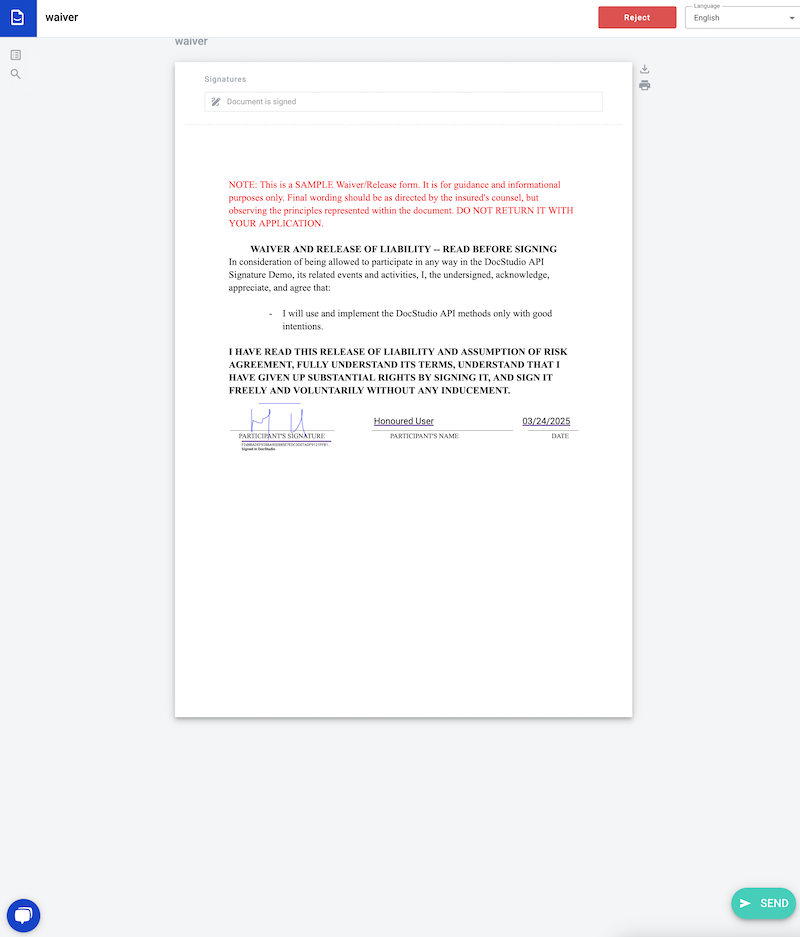 waiver
Reject
Language
English
waiver
Signatures
Document is signed
NOTE: This is a SAMPLE Waiver/Release form. It is for guidance and informational
purposes only. Final wording should be as directed by the insured's counsel, but
observing the principles represented within the document. DO NOT RETURN IT WITH
YOUR APPLICATION.
WAIVER AND RELEASE OF LIABILITY -- READ BEFORE SIGNING
In consideration of being allowed to participate in any way in the DocStudio API
Signature Demo, its related events and activities, I, the undersigned, acknowledge,
appreciate, and agree that:
- I will use and implement the DocStudio API methods only with good
intentions.
I HAVE READ THIS RELEASE OF LIABILITY AND ASSUMPTION OF RISK
AGREEMENT, FULLY UNDERSTAND ITS TERMS, UNDERSTAND THAT I
HAVE GIVEN UP SUBSTANTIAL RIGHTS BY SIGNING IT, AND SIGN IT
FREELY AND VOLUNTARILY WITHOUT ANY INDUCEMENT.
Honoured User 03/24/2025
PARTICIPANT'S SIGNATURE PARTICIPANT'S NAME DATE
Signed in DocStudio
SEND